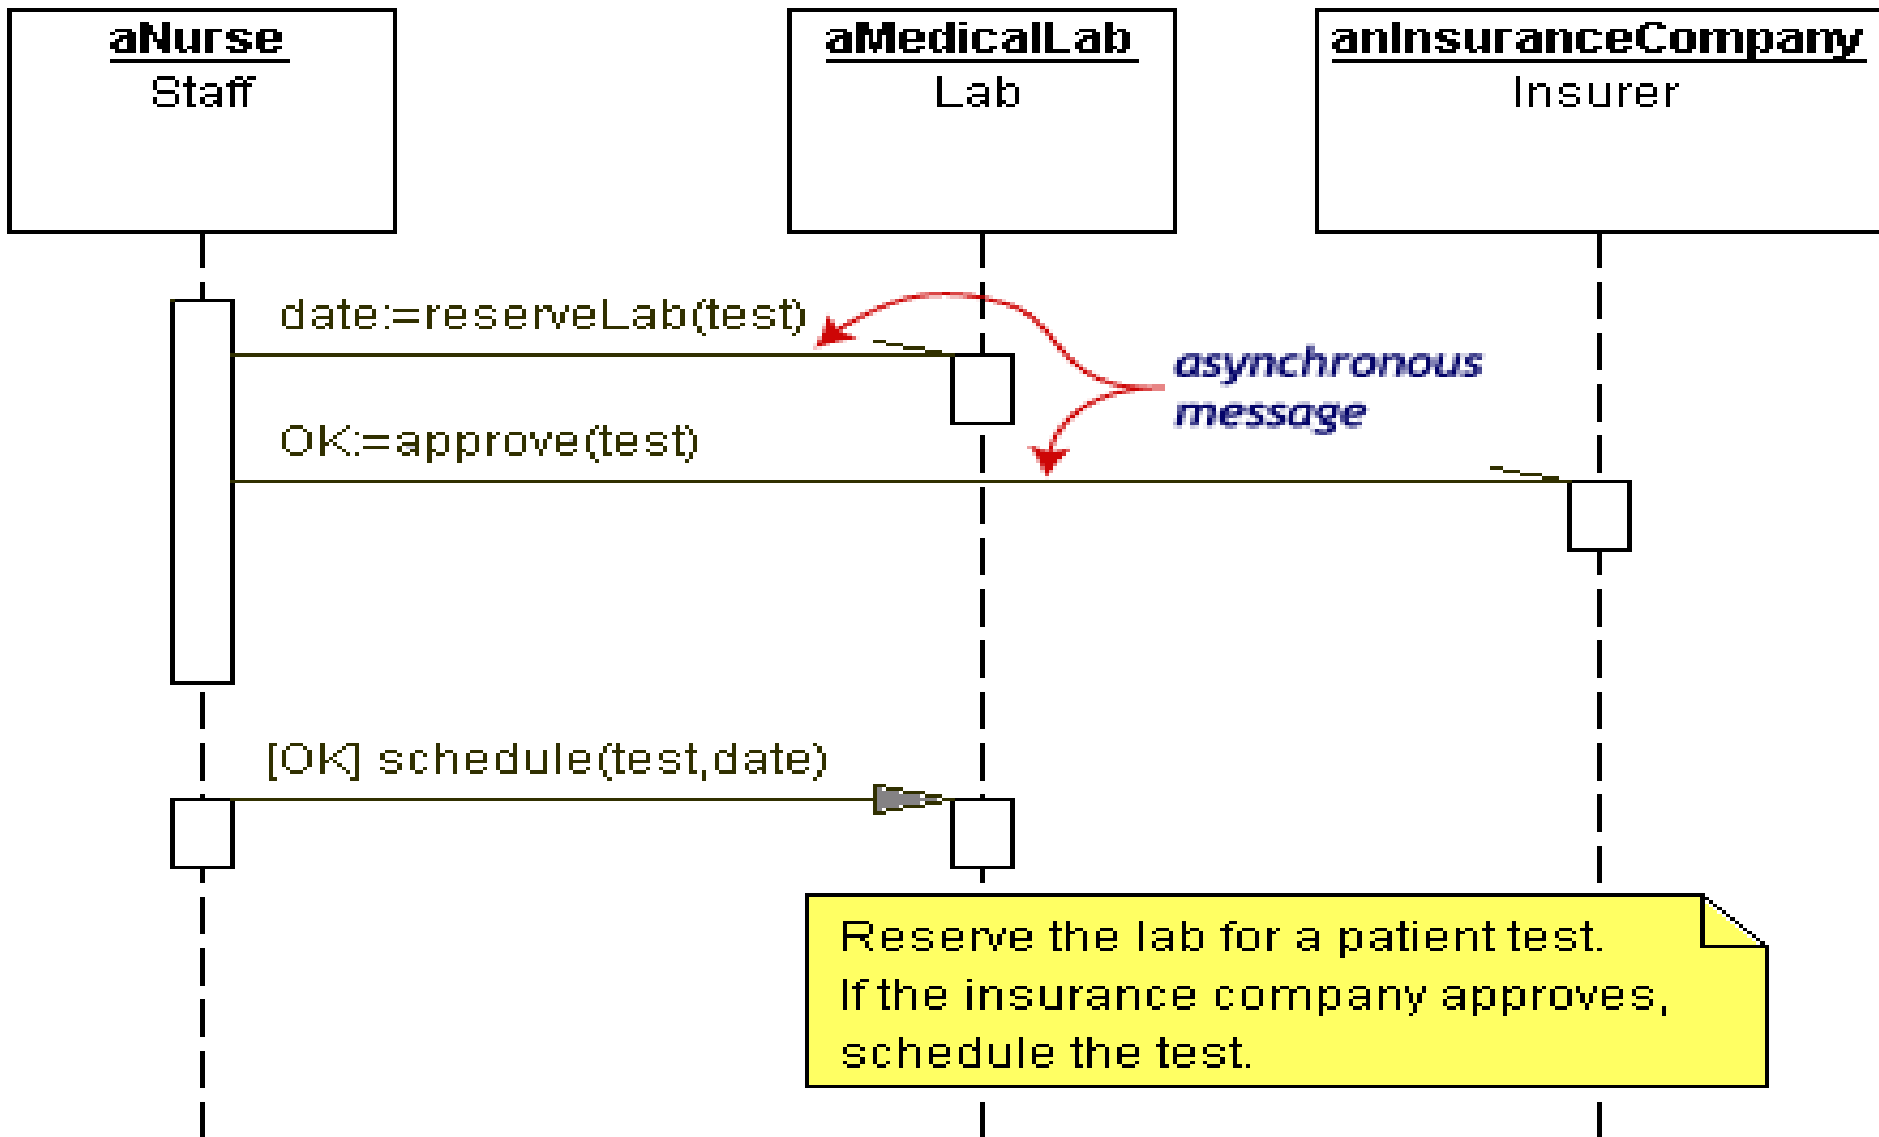 aNurse
Staff
aMedicalLab
Lab
anInsuranceCompany
Insurer
date:=reserveLab(test)
asynchronous
message
OK:=approve(test)
[OK] schedule(test,date)
Reserve the lab for a patient test.
If the insurance company approves,
schedule the test.